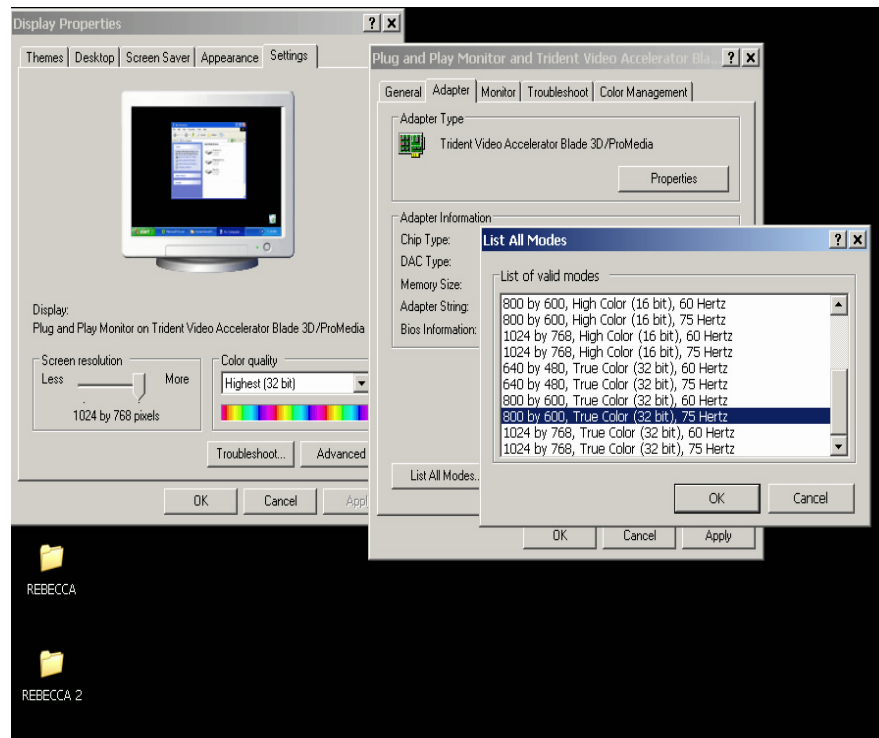 Display Properties
Themes Desktop Screen Saver Appearance Settings
Display:
Plug and Play Monitor on Trident Video Accelerator Blade 3D/ProMedia
Screen resolution
Less More
1024 by 768 pixels
Color quality
Highest (32 bit)
Troubleshoot... Advanced
OK Cancel Appl
Plug and Play Monitor and Trident Video Accelerator Bla...
General Adapter Monitor Troubleshoot Color Management
Adapter Type
Trident Video Accelerator Blade 3D/ProMedia
Properties
Adapter Information
Chip Type:
DAC Type:
Memory Size:
Adapter String:
Bios Information:
List All Modes..
OK Cancel Apply
List All Modes
List of valid modes
800 by 600, High Color (16 bit), 60 Hertz
800 by 600, High Color (16 bit), 75 Hertz
1024 by 768, High Color (16 bit), 60 Hertz
1024 by 768, High Color (16 bit), 75 Hertz
640 by 480, True Color (32 bit), 60 Hertz
640 by 480, True Color (32 bit), 75 Hertz
800 by 600, True Color (32 bit), 60 Hertz
800 by 600, True Color (32 bit), 75 Hertz
1024 by 768, True Color (32 bit), 60 Hertz
1024 by 768, True Color (32 bit), 75 Hertz
OK Cancel
REBECCA
REBECCA 2